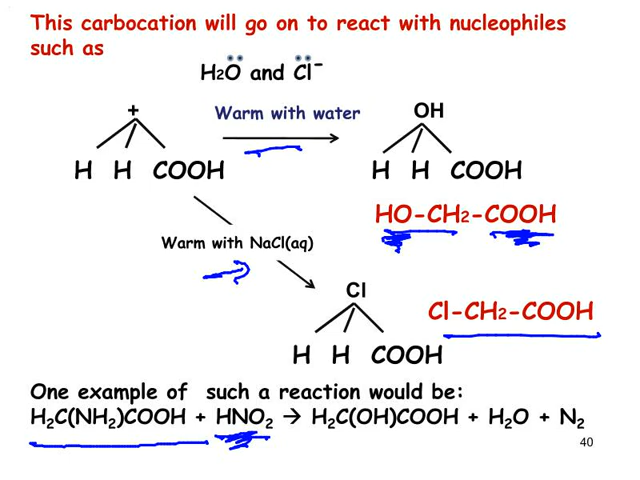 This carbocation will go on to react with nucleophiles
such as
H₂O and Cl⁻
+ Warm with water OH
H H COOH H H COOH
HO-CH₂-COOH
Warm with NaCl(aq)
Cl
Cl-CH₂-COOH
H H COOH
One example of such a reaction would be:
H₂C(NH₂)COOH + HNO₂ → H₂C(OH)COOH + H₂O + N₂
40